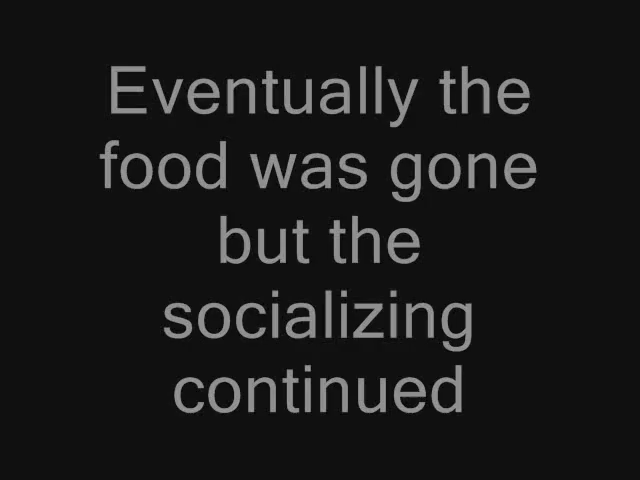 Eventually the
food was gone
but the
socializing
continued